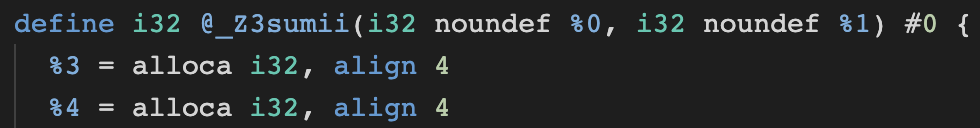 define i32 @_Z3sumii(i32 noundef %0, i32 noundef %1) #0 {
%3 = alloca i32, align 4
%4 = alloca i32, align 4